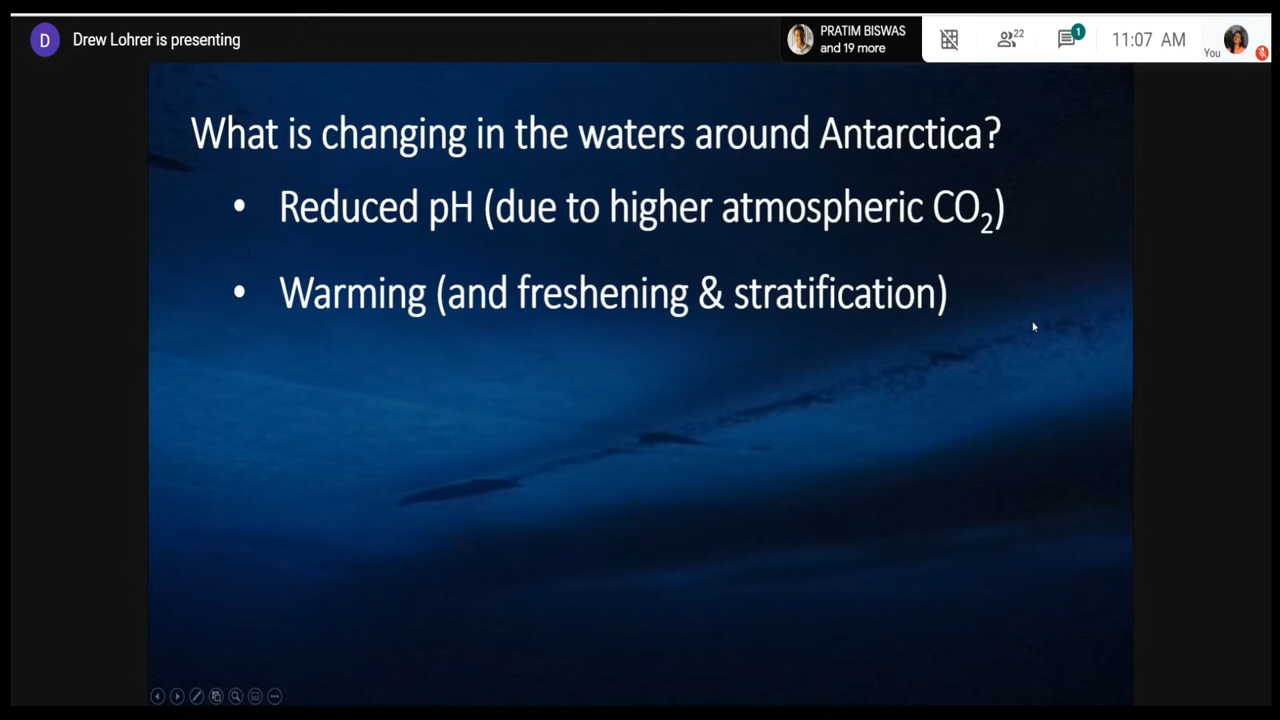 D
Drew Lohrer is presenting
PRATIM BISWAS
and 19 more
22
1
11:07 AM
You
What is changing in the waters around Antarctica?
• Reduced pH (due to higher atmospheric CO₂)
• Warming (and freshening & stratification)